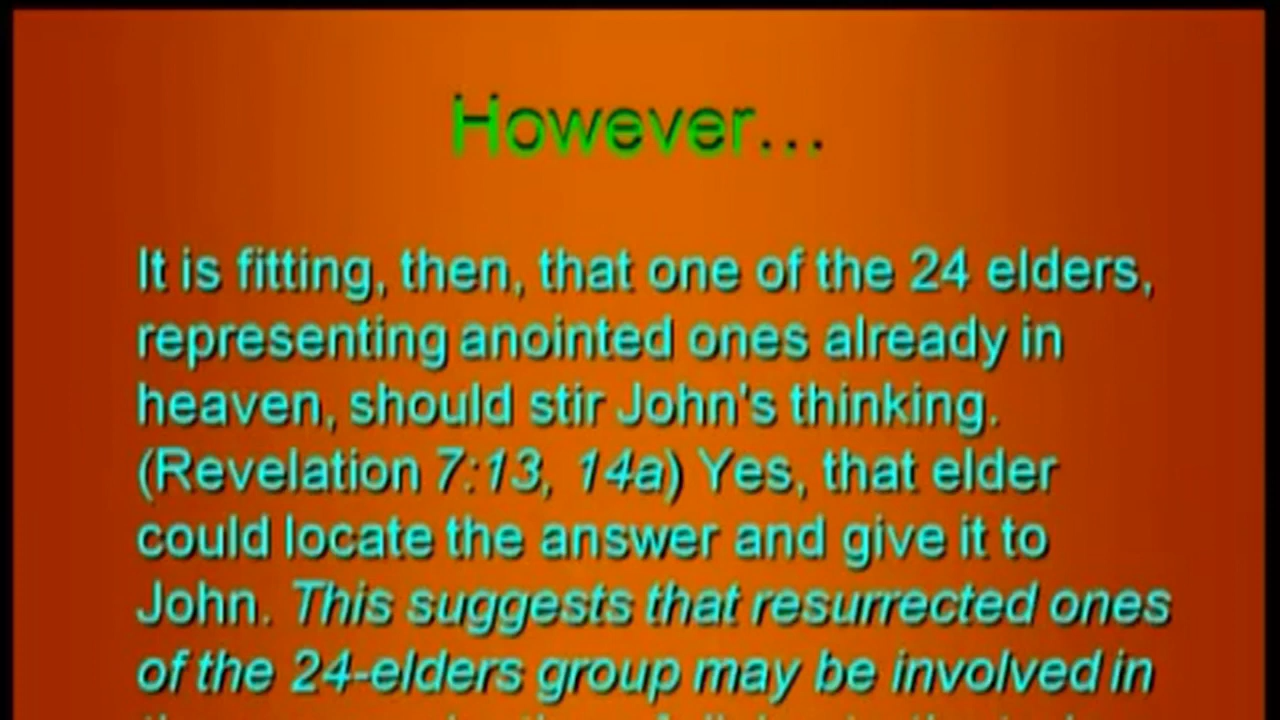 However...
It is fitting, then, that one of the 24 elders,
representing anointed ones already in
heaven, should stir John's thinking.
(Revelation 7:13, 14a) Yes, that elder
could locate the answer and give it to
John. This suggests that resurrected ones
of the 24-elders group may be involved in